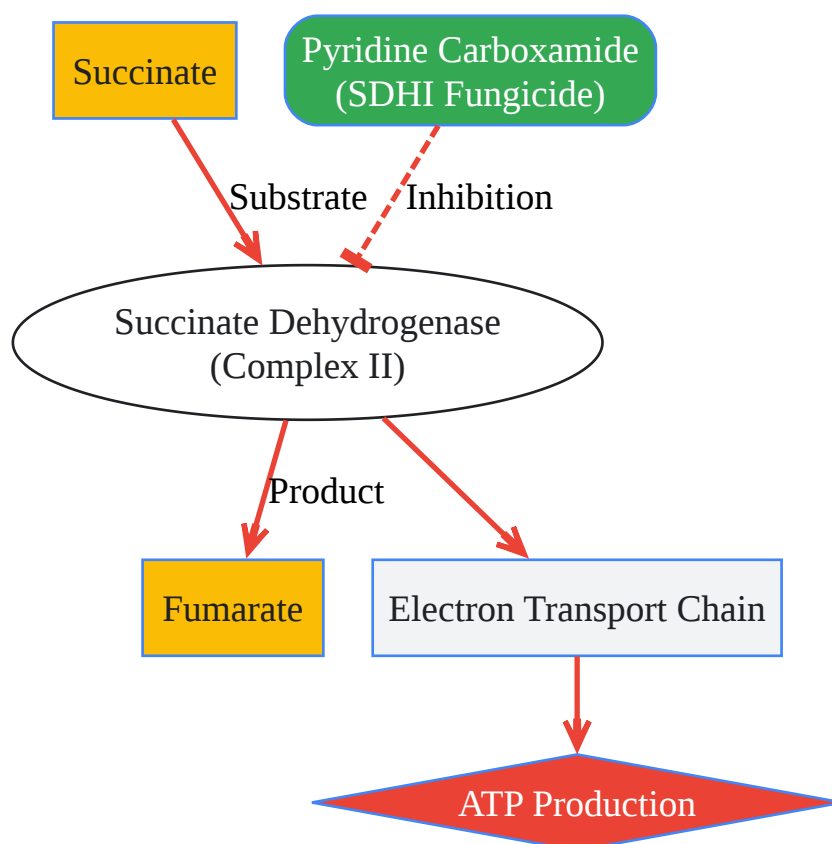 Succinate
Pyridine Carboxamide
(SDHI Fungicide)
Substrate
Inhibition
Succinate Dehydrogenase
(Complex II)
Product
Fumarate
Electron Transport Chain
ATP Production